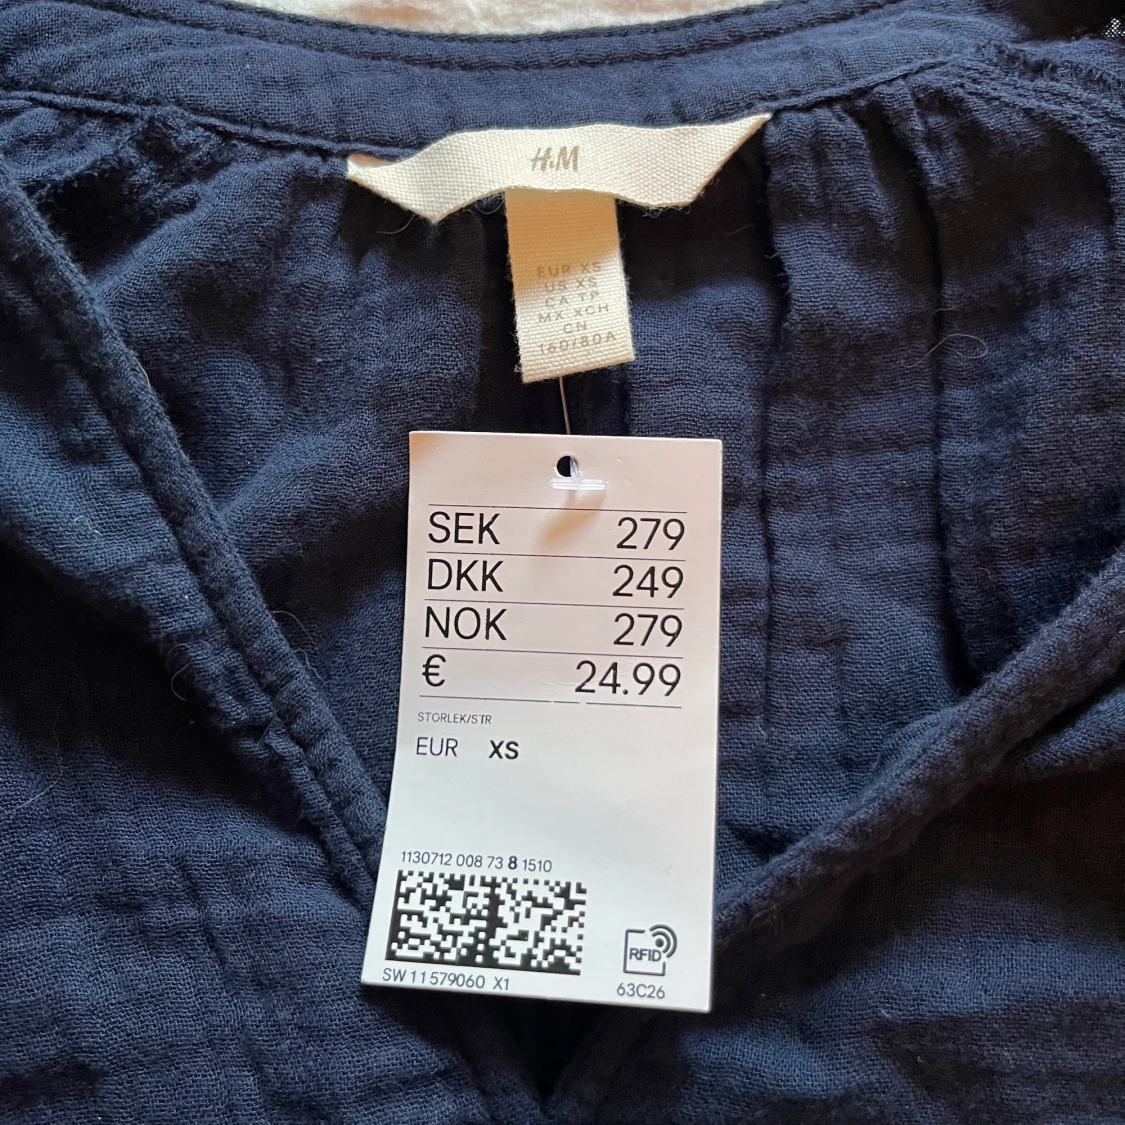 H&M
EUR XS
US XS
CA TP
MX XCH
CN
160/80A
SEK 279
DKK 249
NOK 279
€ 24.99
STORLEK/STR
EUR XS
1130712 008 73 8 1510
RFID
SW 11579060 X1
63C26